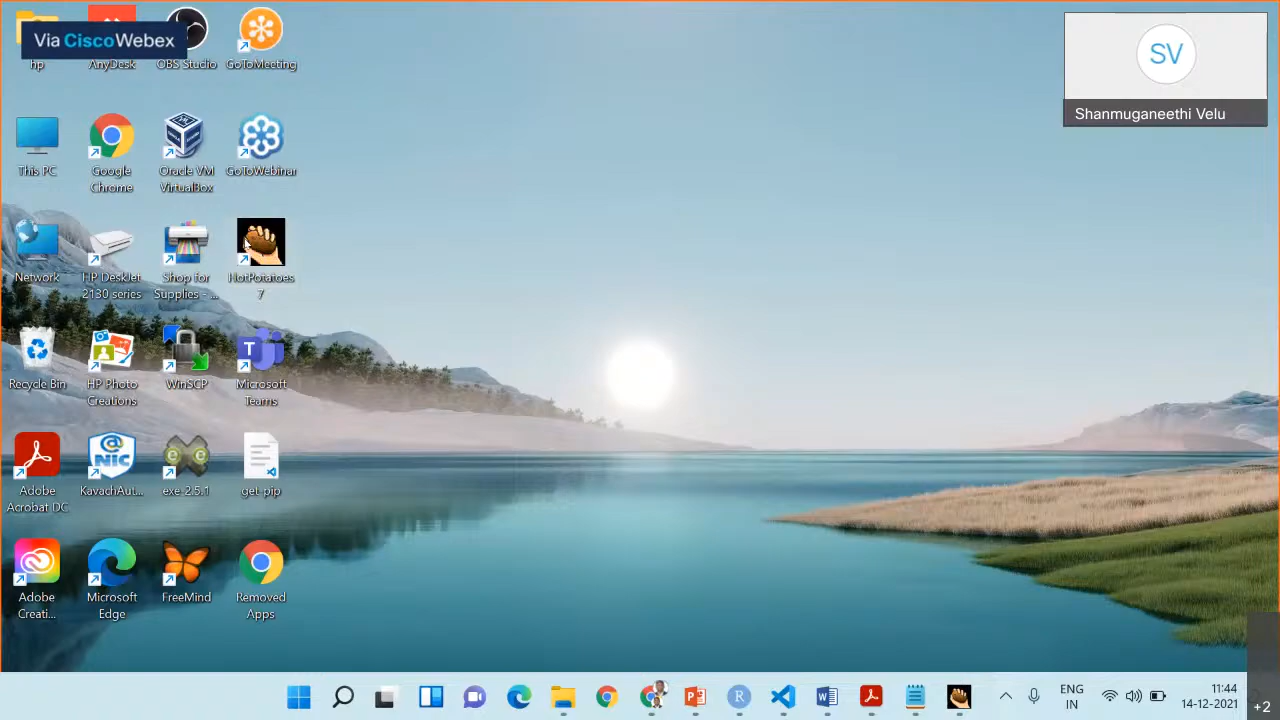 Via CiscoWebex
hp
AnyDesk
OBS Studio
GoToMeeting
SV
Shanmuganeethi Velu
This PC
Google
Chrome
Oracle VM
VirtualBox
GoToWebinar
Network
HP DeskJet
2130 series
Shop for
Supplies - ...
HotPotatoes
7
Recycle Bin
HP Photo
Creations
WinSCP
T
Microsoft
Teams
Adobe
Acrobat DC
@
NIC
KavachAut...
exe-2.5.1
get-pip
Adobe
Creati...
Microsoft
Edge
FreeMind
Removed
Apps
ENG
IN
11:44
14-12-2021
+2